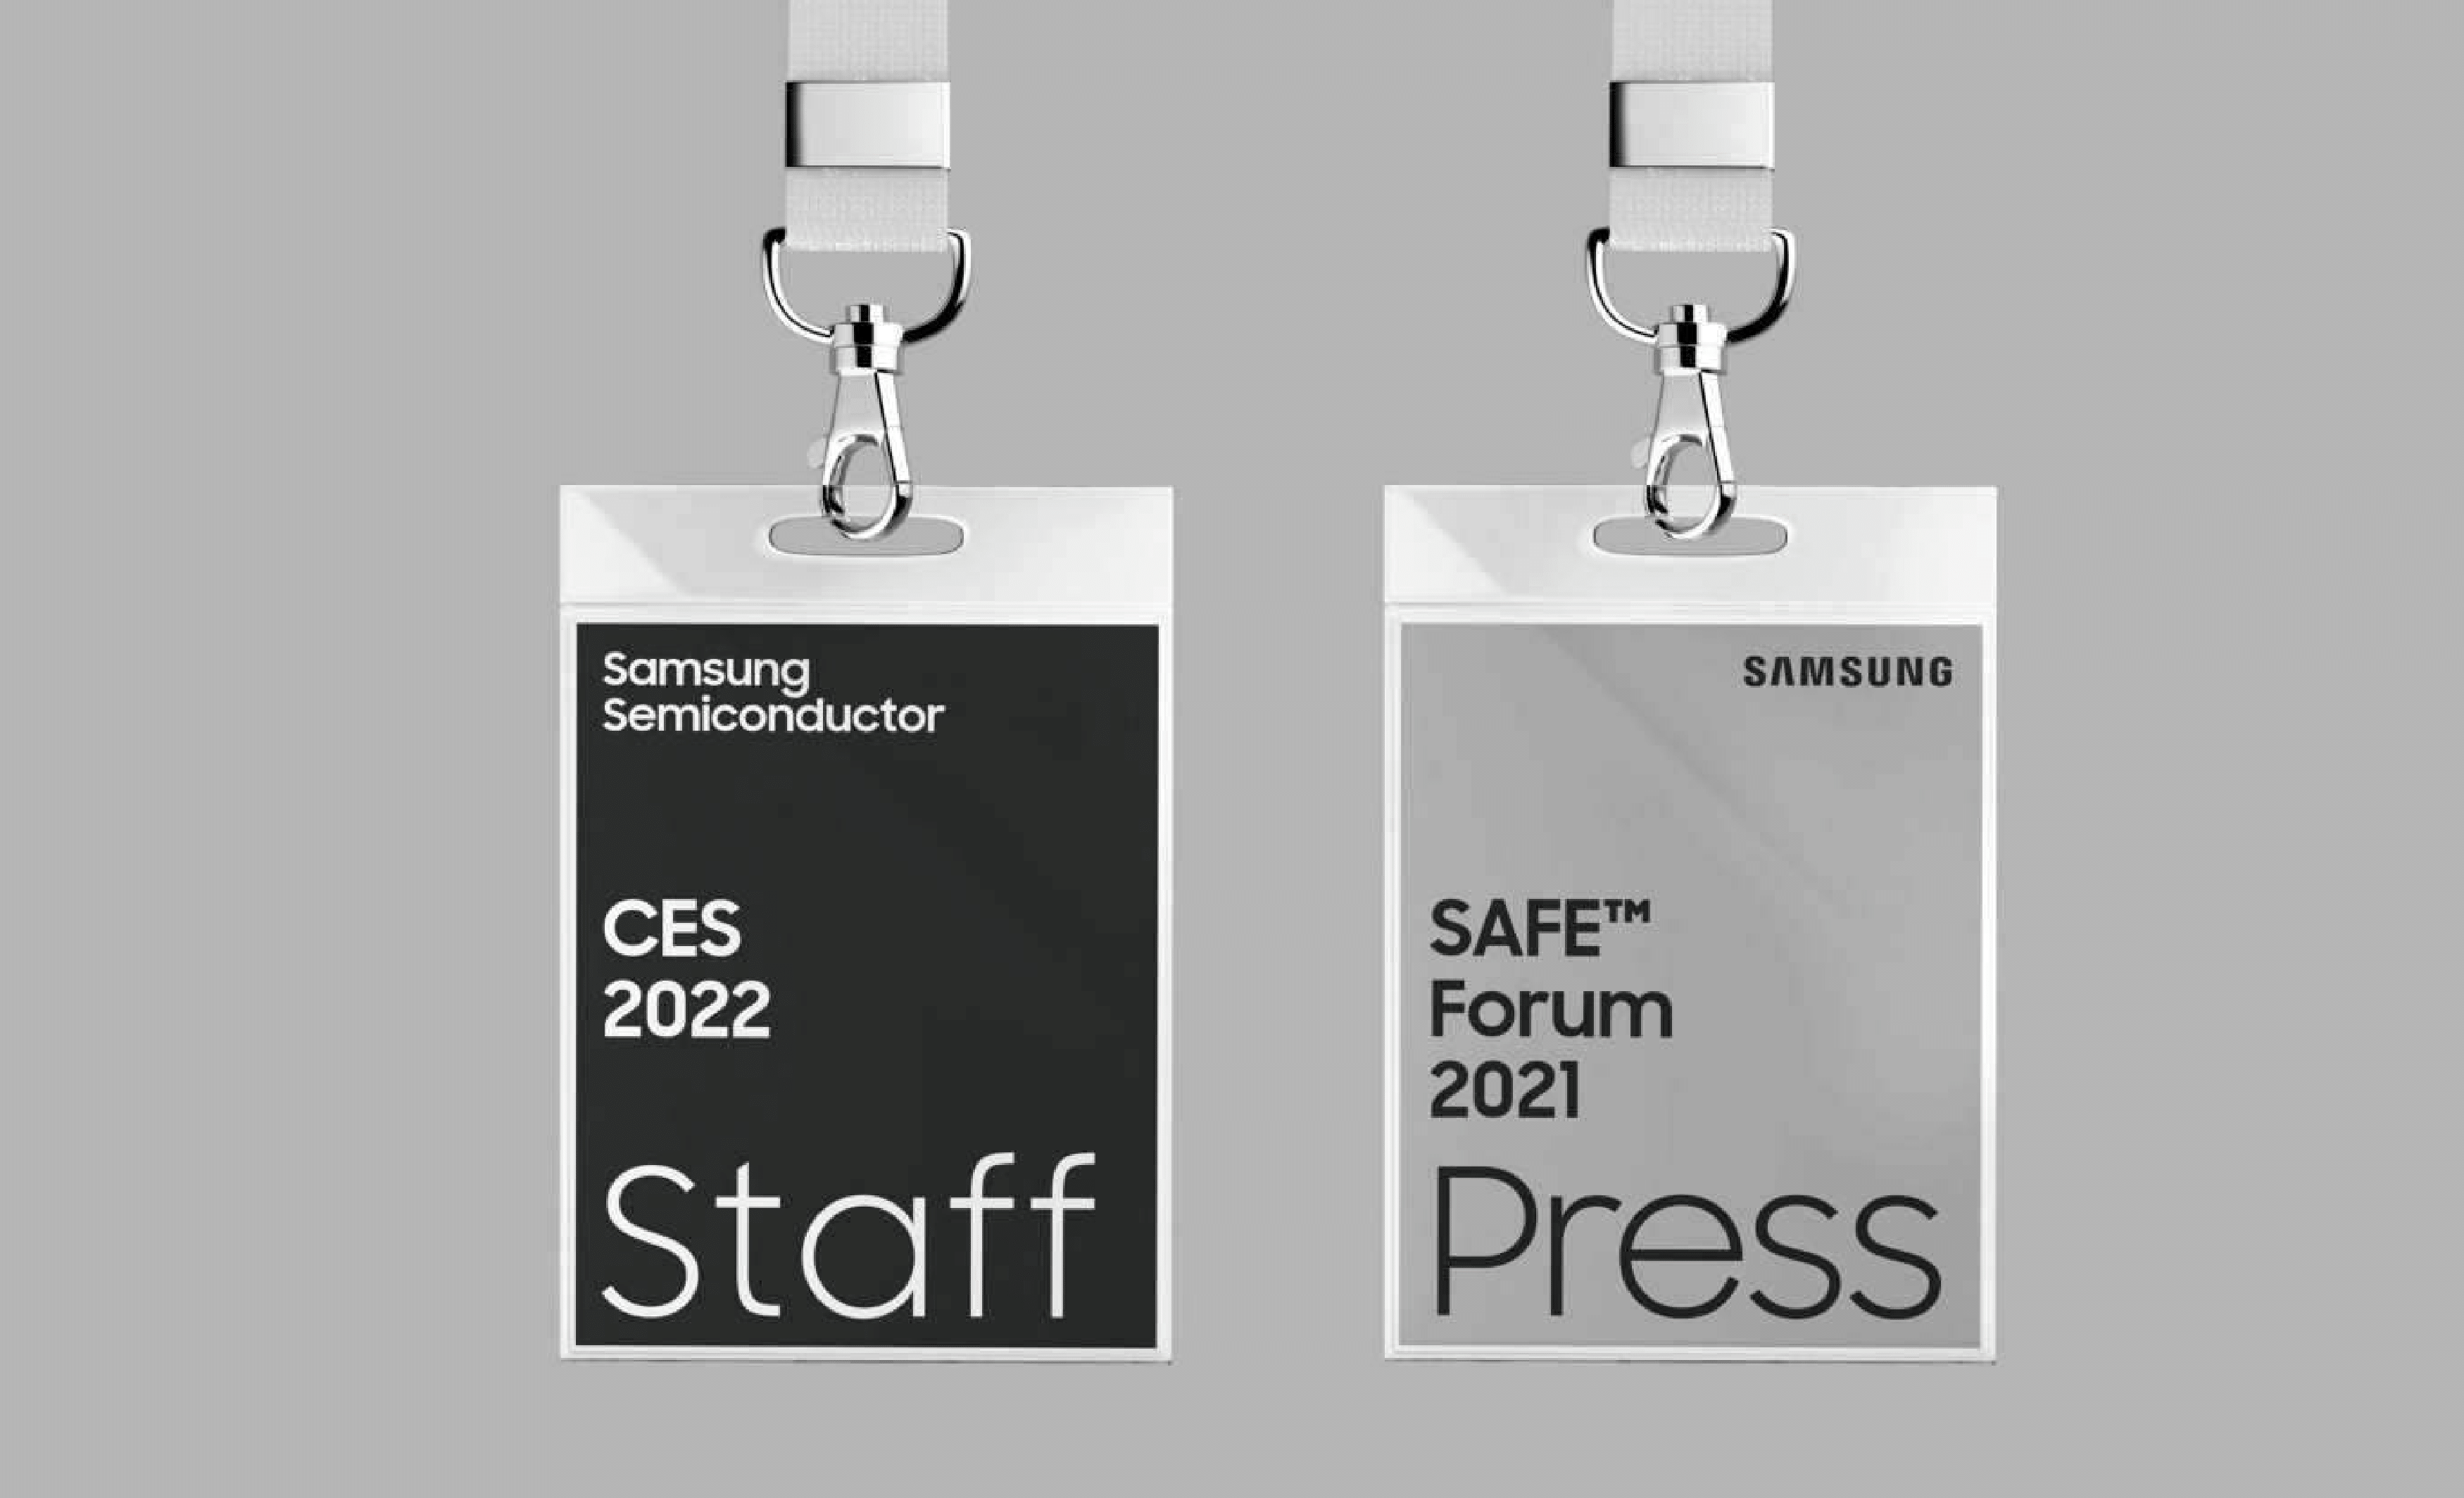 Samsung
Semiconductor
CES
2022
Staff
SAMSUNG
SAFE™
Forum
2021
Press